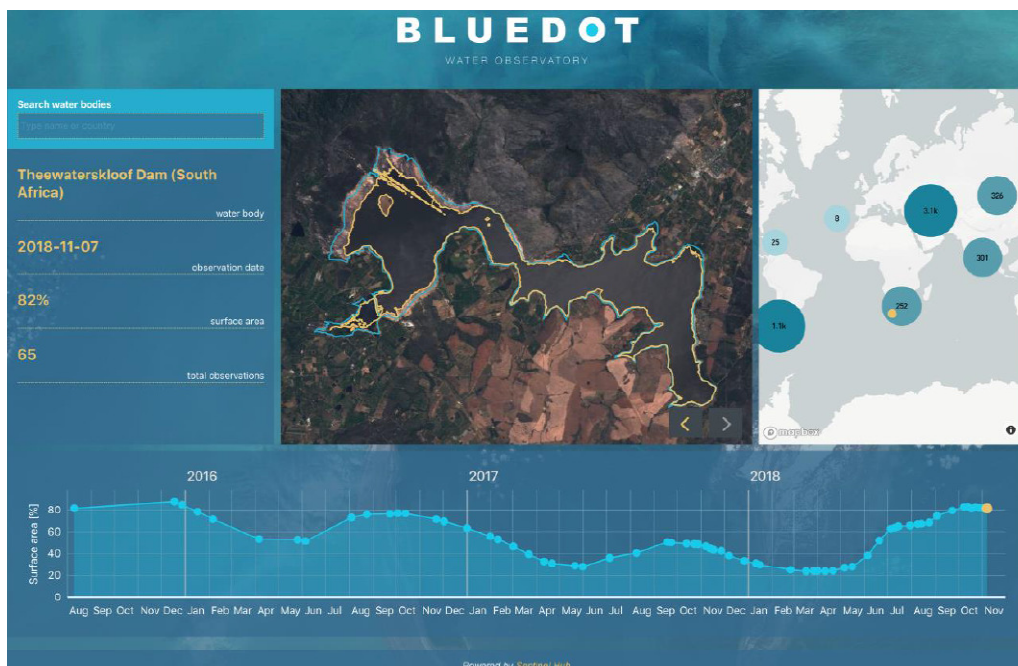 BLUEDOT
WATER OBSERVATORY
Search water bodies
Type name or country
Theewaterskloof Dam (South
Africa)
water body
2018-11-07
observation date
82%
surface area
65
total observations
25
8
3.1k
326
301
252
1.1k
mapbox
2016 2017 2018
Surface area [%]
80
60
40
20
0
Aug Sep Oct Nov Dec Jan Feb Mar Apr May Jun Jul Aug Sep Oct Nov Dec Jan Feb Mar Apr May Jun Jul Aug Sep Oct Nov Dec Jan Feb Mar Apr May Jun Jul Aug Sep Oct Nov
Powered by Sentinel Hub